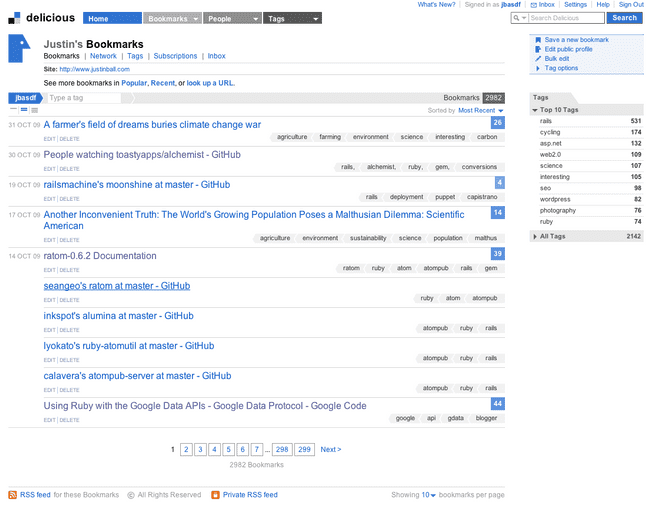 What's New? | Signed in as jbasdf | Inbox | Settings | Help | Sign Out
delicious Home Bookmarks People Tags Search Delicious Search
Justin's Bookmarks
Bookmarks | Network | Tags | Subscriptions | Inbox
Site: http://www.justinball.com
See more bookmarks in Popular, Recent, or look up a URL.
Save a new bookmark
Edit public profile
Bulk edit
Tag options
jbasdf Type a tag Bookmarks 2982
Sorted by Most Recent
31 OCT 09 A farmer's field of dreams buries climate change war 26
EDIT | DELETE agriculture farming environment science interesting carbon
30 OCT 09 People watching toastyapps/alchemist - GitHub
EDIT | DELETE rails, alchemist, ruby, gem, conversions
19 OCT 09 railsmachine's moonshine at master - GitHub 4
EDIT | DELETE rails deployment puppet capistrano
17 OCT 09 Another Inconvenient Truth: The World's Growing Population Poses a Malthusian Dilemma: Scientific 14
American
EDIT | DELETE agriculture environment sustainability science population malthus
14 OCT 09 ratom-0.6.2 Documentation 39
EDIT | DELETE ratom ruby atom atompub rails gem
seangeo's ratom at master - GitHub
EDIT | DELETE ruby atom atompub
inkspot's alumina at master - GitHub
EDIT | DELETE atompub ruby rails
lyokato's ruby-atomutil at master - GitHub
EDIT | DELETE atompub ruby rails
calavera's atompub-server at master - GitHub
EDIT | DELETE atompub ruby rails
Using Ruby with the Google Data APIs - Google Data Protocol - Google Code 44
EDIT | DELETE google api gdata blogger
1 2 3 4 5 6 7 ... 298 299 Next >
2982 Bookmarks
Tags
Top 10 Tags
rails 531
cycling 174
asp.net 132
web2.0 109
science 107
interesting 105
seo 98
wordpress 82
photography 76
ruby 74
All Tags 2142
RSS feed for these Bookmarks © All Rights Reserved Private RSS feed Showing 10 bookmarks per page